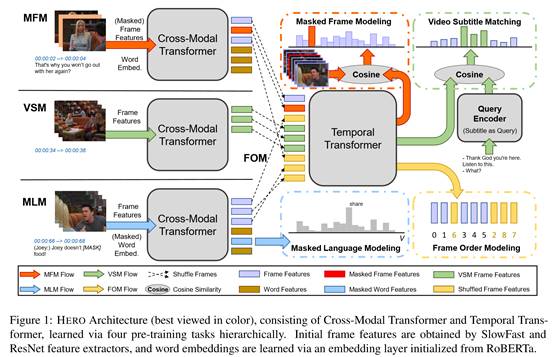 MFM
00:00:02 --> 00:00:04
That's why you won't go out
with her again?
(Masked)
Frame
Features
Word
Embed.
Cross-Modal
Transformer
VSM
00:00:34 --> 00:00:38
Frame
Features
Cross-Modal
Transformer
MLM
00:00:66 --> 00:00:68
(Joey:) Joey doesn't [MASK]
food!
Frame
Features
(Masked)
Word
Embed.
Cross-Modal
Transformer
FOM
Temporal
Transformer
Masked Frame Modeling
Cosine
Video Subtitle Matching
Cosine
Query
Encoder
(Subtitle as Query)
- Thank God you're here.
Listen to this.
- What?
share
V
Masked Language Modeling
0 1 6 3 4 5 2 8 7
Frame Order Modeling
MFM Flow
VSM Flow
Shuffle Frames
Frame Features
Masked Frame Features
VSM Frame Features
MLM Flow
FOM Flow
Cosine
Cosine Similarity
Word Features
Masked Word Features
Shuffled Frame Features
Figure 1: HERO Architecture (best viewed in color), consisting of Cross-Modal Transformer and Temporal Trans-
former, learned via four pre-training tasks hierarchically. Initial frame features are obtained by SlowFast and
ResNet feature extractors, and word embeddings are learned via an embedding layer initialized from RoBERTa.